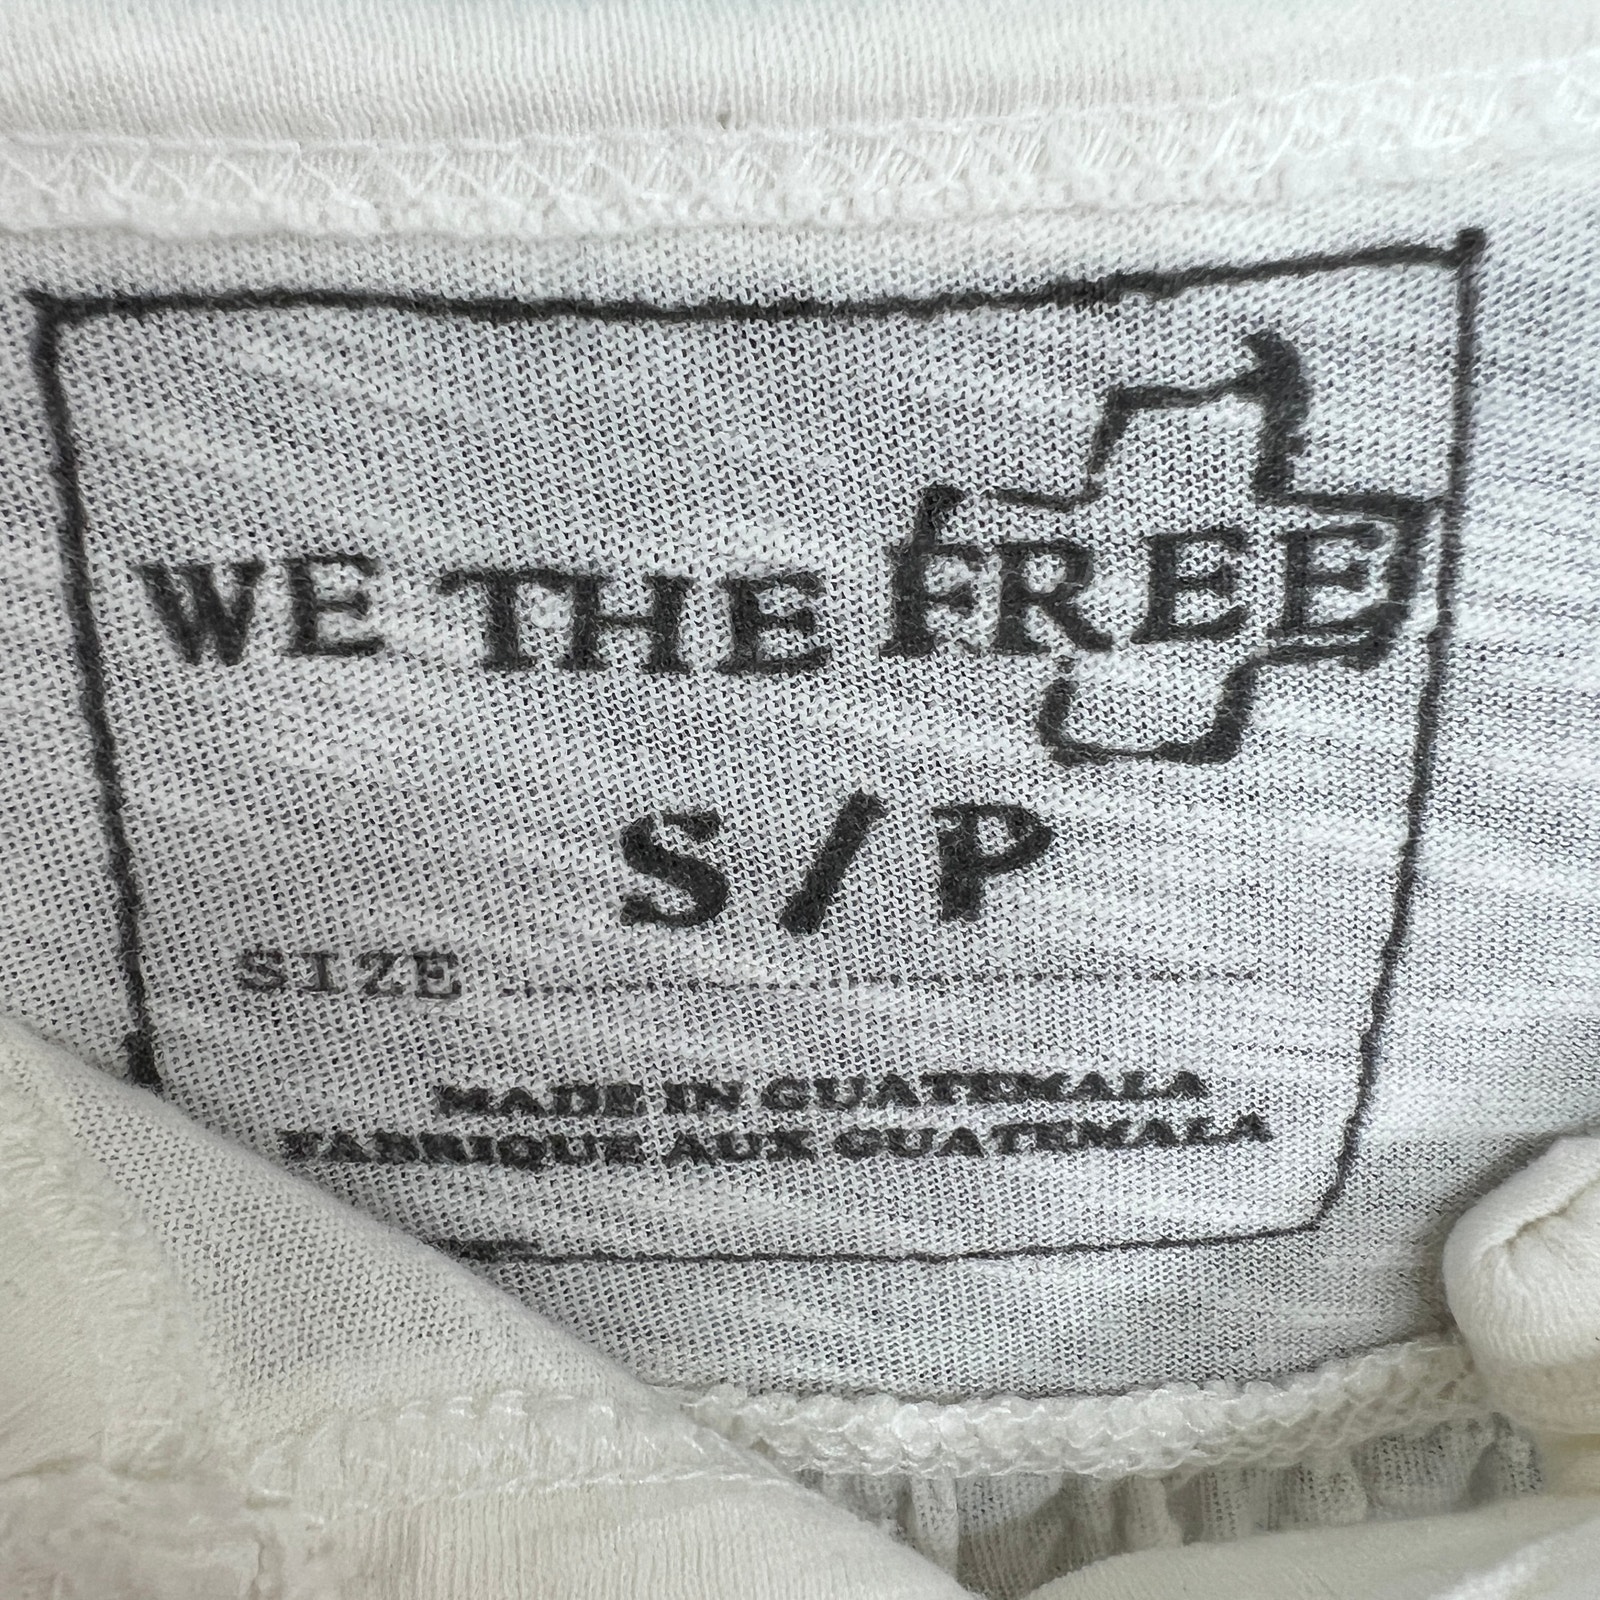 WE THE FREE
S/P
SIZE
MADE IN GUATEMALA
FABRIQUE AUX GUATEMALA